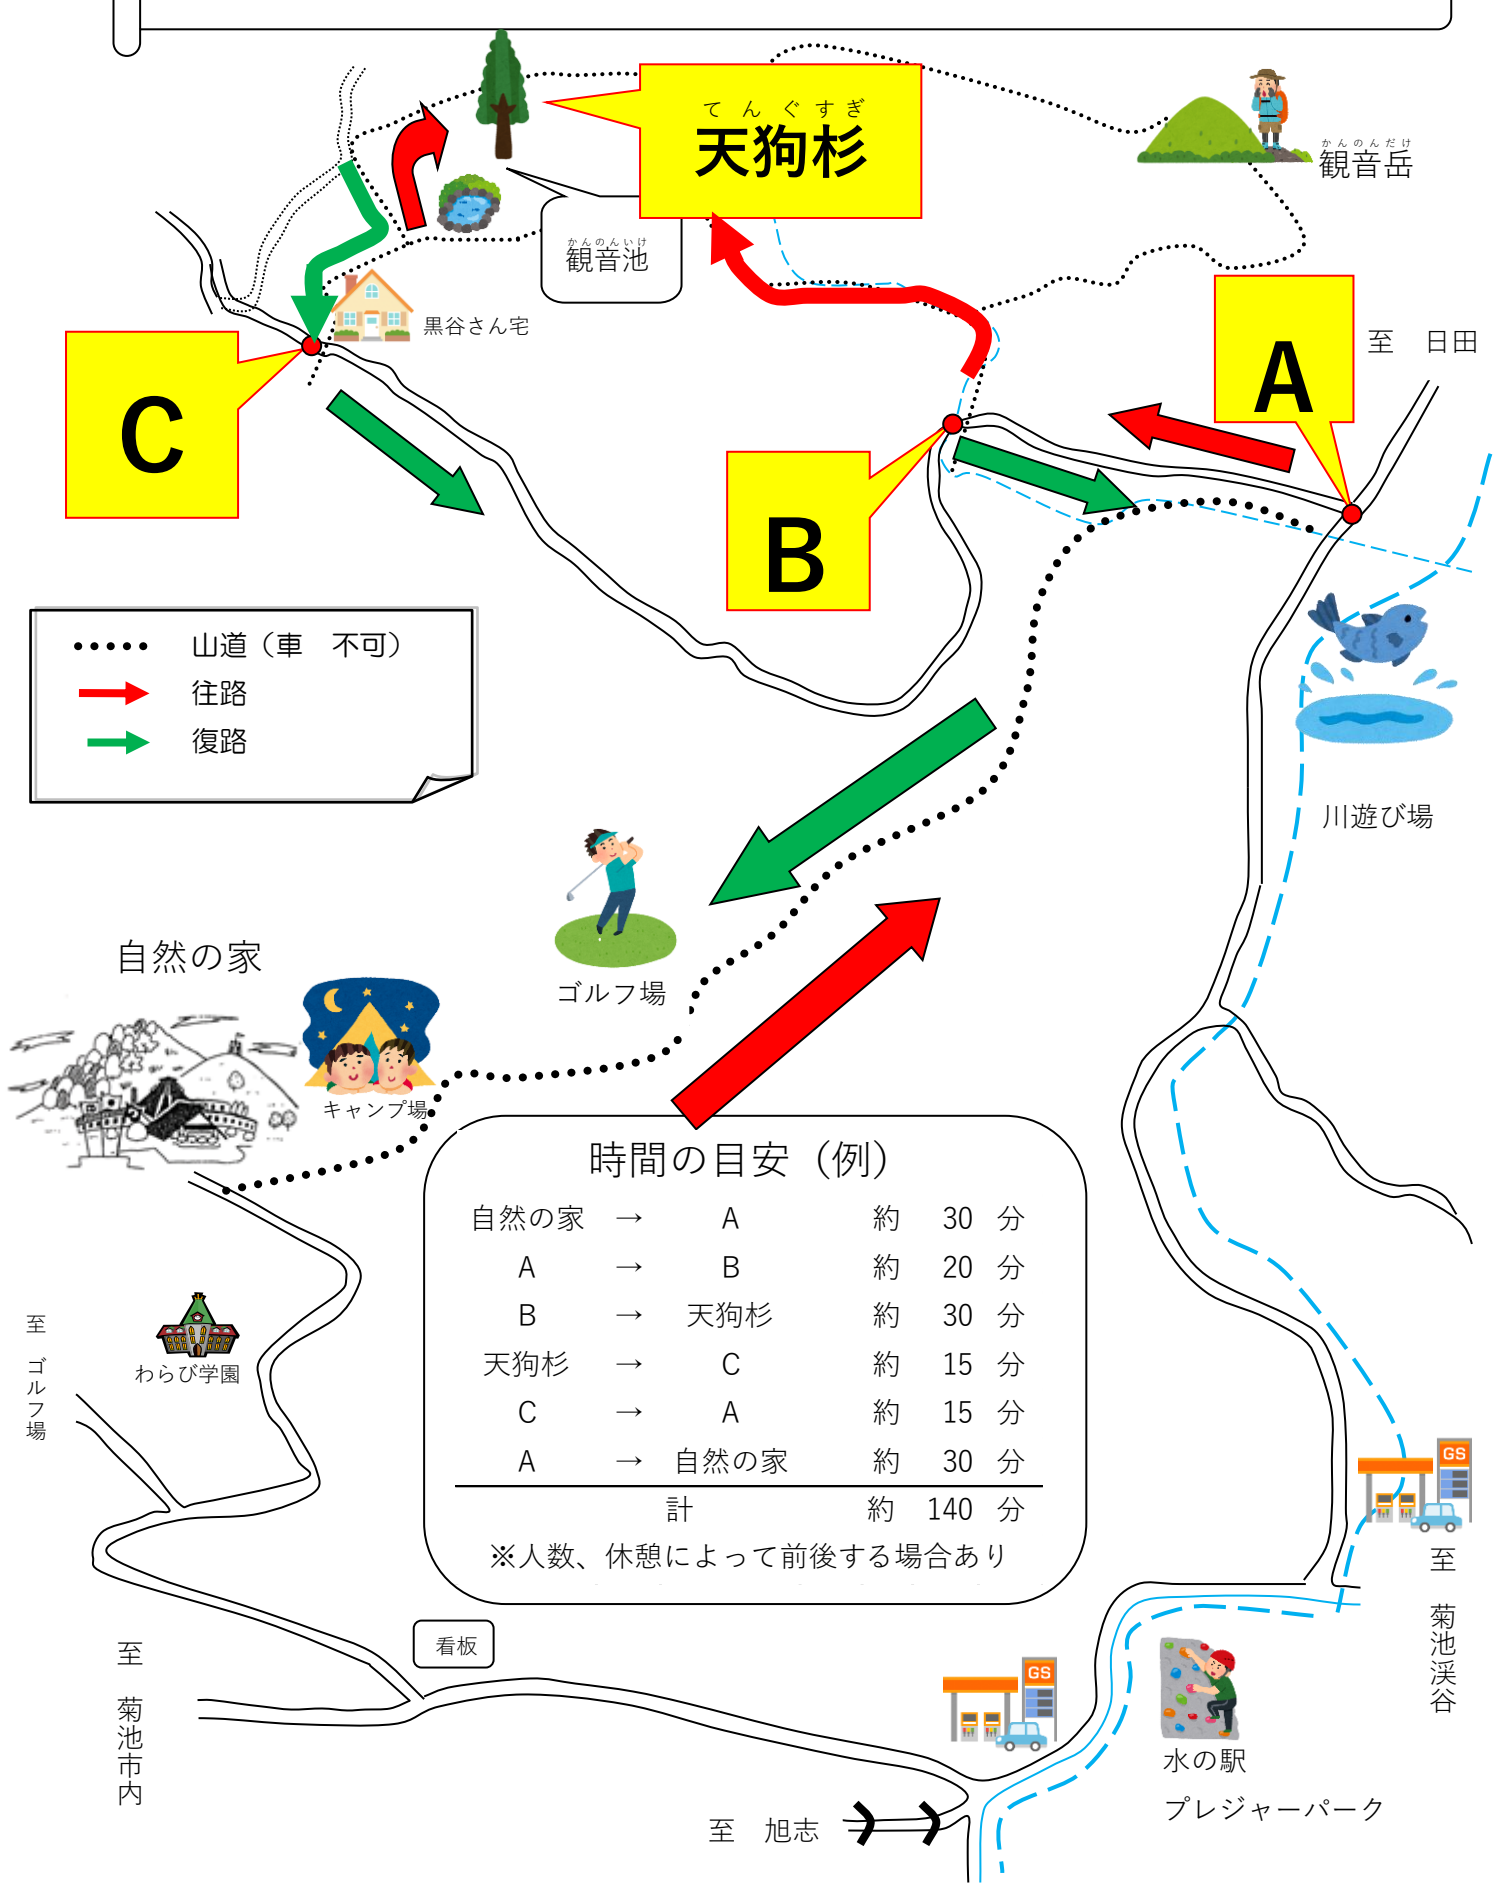 てんぐすぎ
天狗杉
かんのんだけ
観音岳
かんのんいけ
観音池
黒谷さん宅
A
至　日田
C
B
山道（車　不可）
往路
復路
川遊び場
自然の家
ゴルフ場
キャンプ場
時間の目安（例）
自然の家 → A 約 30 分
A → B 約 20 分
B → 天狗杉 約 30 分
天狗杉 → C 約 15 分
C → A 約 15 分
A → 自然の家 約 30 分
計 約 140 分
※人数、休憩によって前後する場合あり
至　ゴルフ場
わらび学園
GS
至　菊池渓谷
看板
至　菊池市内
GS
水の駅
プレジャーパーク
至　旭志